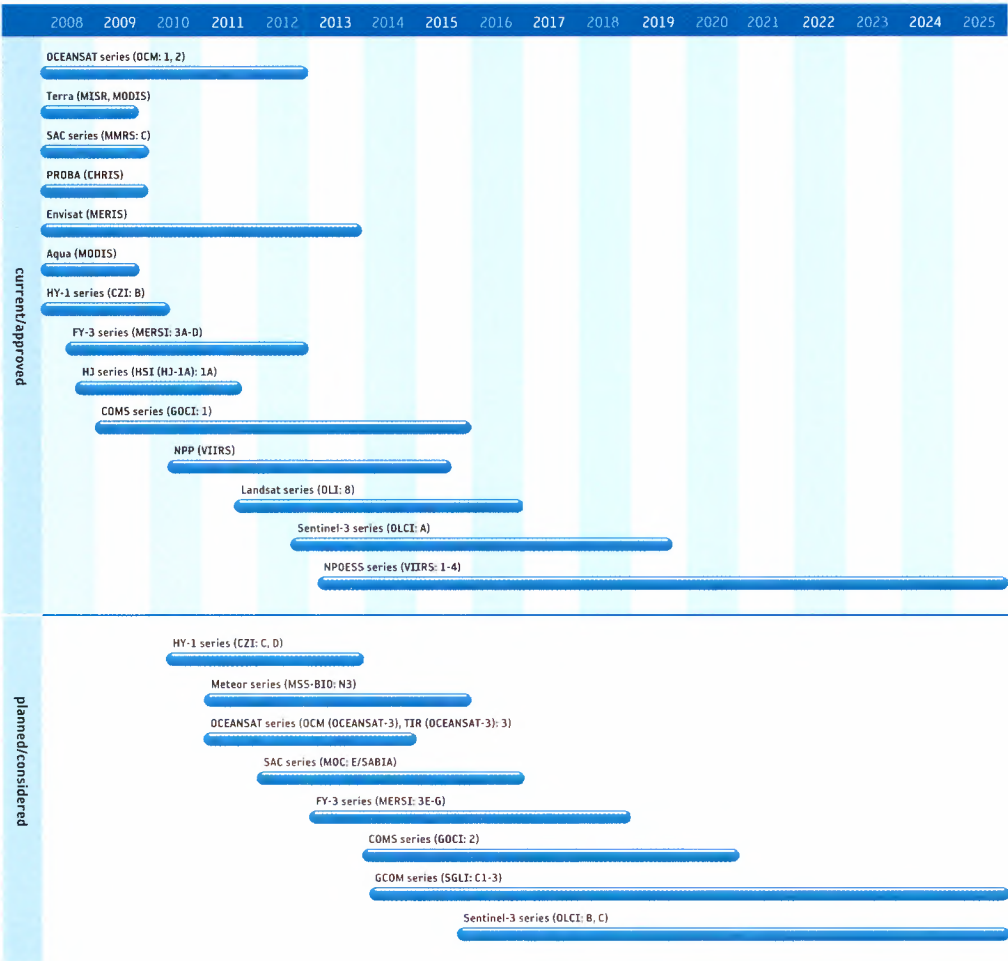 2008 2009 2010 2011 2012 2013 2014 2015 2016 2017 2018 2019 2020 2021 2022 2023 2024 2025
current/approved
OCEANSAT series (OCM: 1, 2)
Terra (MISR, MODIS)
SAC series (MMRS: C)
PROBA (CHRIS)
Envisat (MERIS)
Aqua (MODIS)
HY-1 series (CZI: B)
FY-3 series (MERSI: 3A-D)
HJ series (HSI (HJ-1A): 1A)
COMS series (GOCI: 1)
NPP (VIIRS)
Landsat series (OLI: 8)
Sentinel-3 series (OLCI: A)
NPOESS series (VIIRS: 1-4)
planned/considered
HY-1 series (CZI: C, D)
Meteor series (MSS-BIO: N3)
OCEANSAT series (OCM (OCEANSAT-3), TIR (OCEANSAT-3): 3)
SAC series (MOC: E/SABIA)
FY-3 series (MERSI: 3E-G)
COMS series (GOCI: 2)
GCOM series (SGLI: C1-3)
Sentinel-3 series (OLCI: B, C)